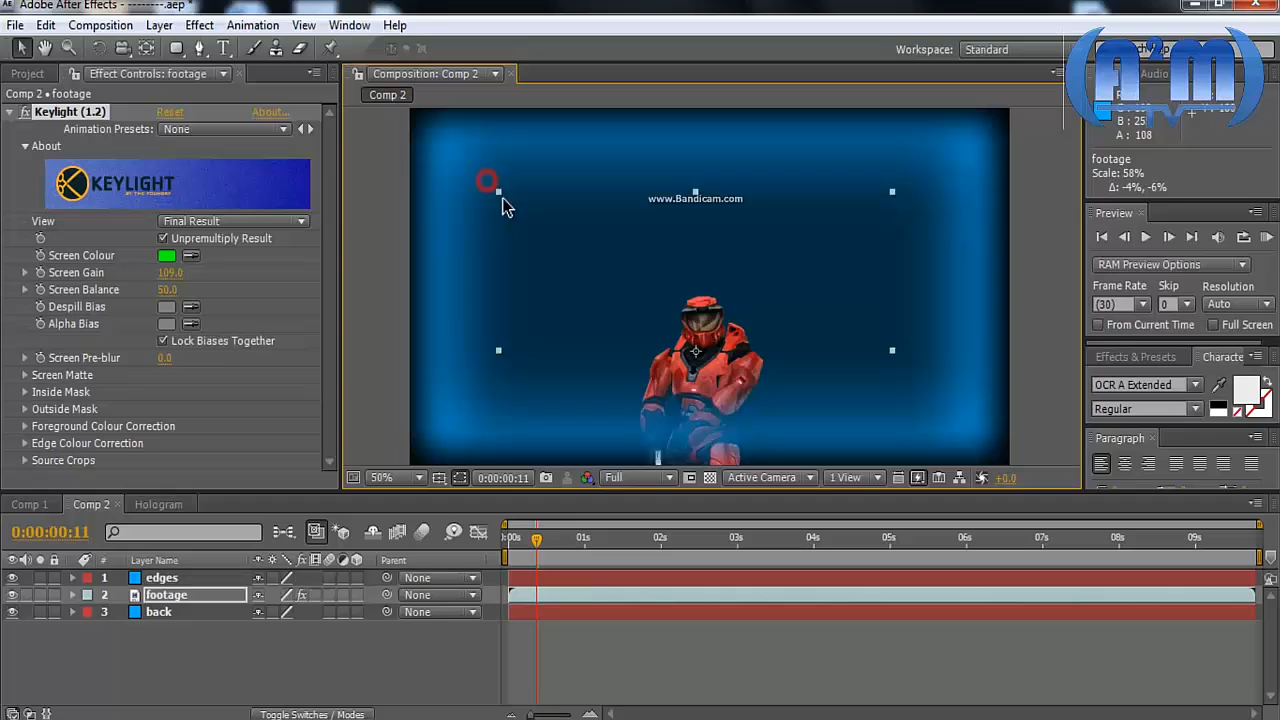 Adobe After Effects - --------.aep *
File Edit Composition Layer Effect Animation View Window Help
Workspace: Standard
Project Effect Controls: footage Composition: Comp 2 Audio
Comp 2 • footage
Comp 2
Keylight (1.2) Reset About...
Animation Presets: None
About
KEYLIGHT
BY THE FOUNDRY
View Final Result
Unpremultiply Result
Screen Colour
Screen Gain 109.0
Screen Balance 50.0
Despill Bias
Alpha Bias
Lock Biases Together
Screen Pre-blur 0.0
Screen Matte
Inside Mask
Outside Mask
Foreground Colour Correction
Edge Colour Correction
Source Crops
www.Bandicam.com
50% 0:00:00:11 Full Active Camera 1 View +0.0
n2m
TV
A : 108
footage
Scale: 58%
Δ: -4%, -6%
Preview
RAM Preview Options
Frame Rate Skip Resolution
(30) 0 Auto
From Current Time Full Screen
Effects & Presets Characte
OCR A Extended
Regular
Paragraph
Comp 1 Comp 2 Hologram
0:00:00:11
:00s 01s 02s 03s 04s 05s 06s 07s 08s 09s
# Layer Name Parent
1 edges None
2 footage None
3 back None
Toggle Switches / Modes